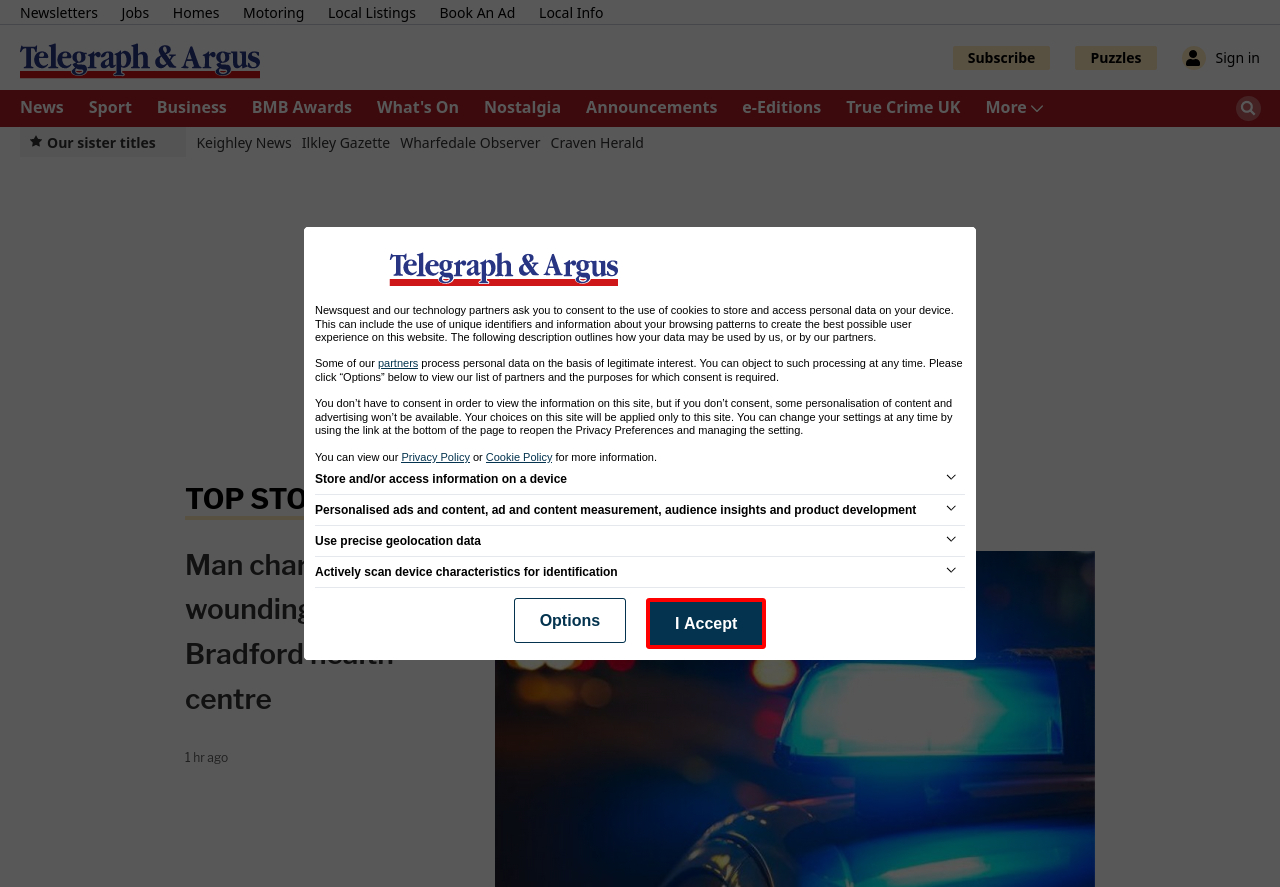 Newsletters Jobs Homes Motoring Local Listings Book An Ad Local Info
Telegraph & Argus
Subscribe Puzzles Sign in
News Sport Business BMB Awards What's On Nostalgia Announcements e-Editions True Crime UK More
Our sister titles Keighley News Ilkley Gazette Wharfedale Observer Craven Herald
Telegraph & Argus
Newsquest and our technology partners ask you to consent to the use of cookies to store and access personal data on your device.
This can include the use of unique identifiers and information about your browsing patterns to create the best possible user
experience on this website. The following description outlines how your data may be used by us, or by our partners.
Some of our partners process personal data on the basis of legitimate interest. You can object to such processing at any time. Please
click “Options” below to view our list of partners and the purposes for which consent is required.
You don’t have to consent in order to view the information on this site, but if you don’t consent, some personalisation of content and
advertising won’t be available. Your choices on this site will be applied only to this site. You can change your settings at any time by
using the link at the bottom of the page to reopen the Privacy Preferences and managing the setting.
You can view our Privacy Policy or Cookie Policy for more information.
Store and/or access information on a device
Personalised ads and content, ad and content measurement, audience insights and product development
Use precise geolocation data
Actively scan device characteristics for identification
Options I Accept
TOP STO
Man char
wounding
Bradford health
centre
1 hr ago